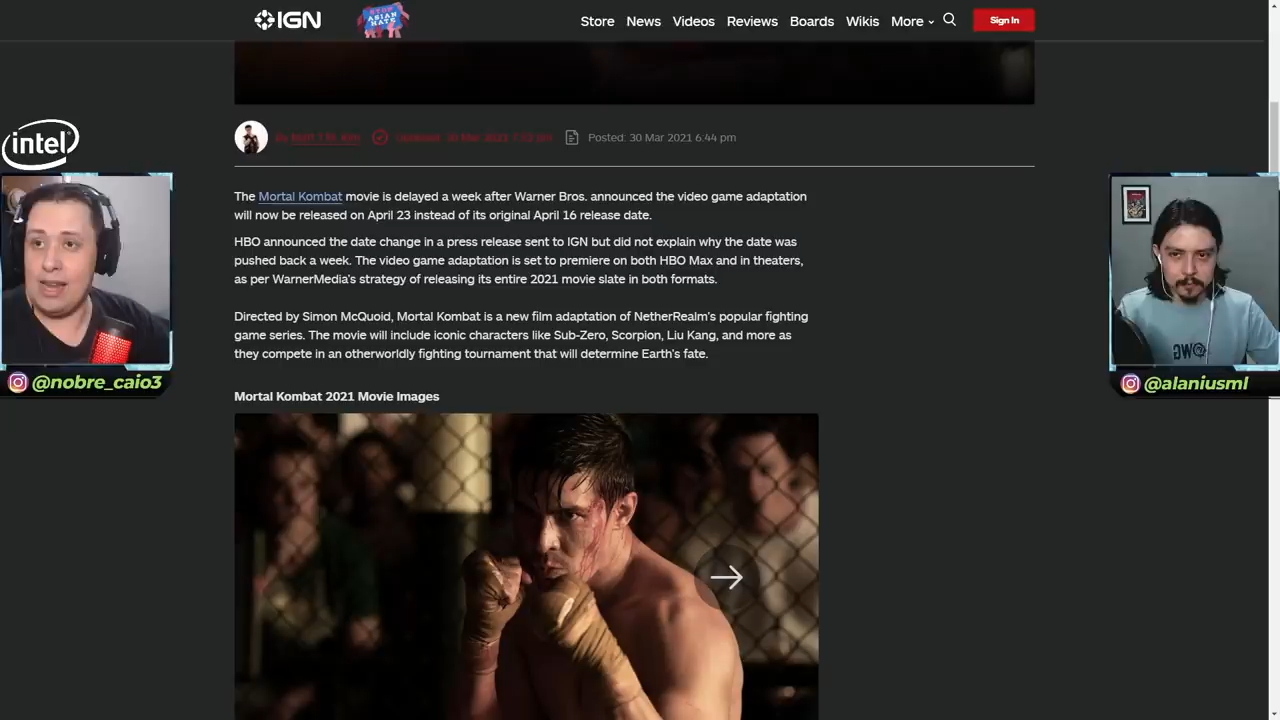 IGN
STOP ASIAN HATE
Store News Videos Reviews Boards Wikis More
Sign In
Posted: 30 Mar 2021 6:44 pm
intel
The Mortal Kombat movie is delayed a week after Warner Bros. announced the video game adaptation
will now be released on April 23 instead of its original April 16 release date.
HBO announced the date change in a press release sent to IGN but did not explain why the date was
pushed back a week. The video game adaptation is set to premiere on both HBO Max and in theaters,
as per WarnerMedia's strategy of releasing its entire 2021 movie slate in both formats.
Directed by Simon McQuoid, Mortal Kombat is a new film adaptation of NetherRealm's popular fighting
game series. The movie will include iconic characters like Sub-Zero, Scorpion, Liu Kang, and more as
they compete in an otherworldly fighting tournament that will determine Earth's fate.
@nobre_caio3
@alaniusml
Mortal Kombat 2021 Movie Images